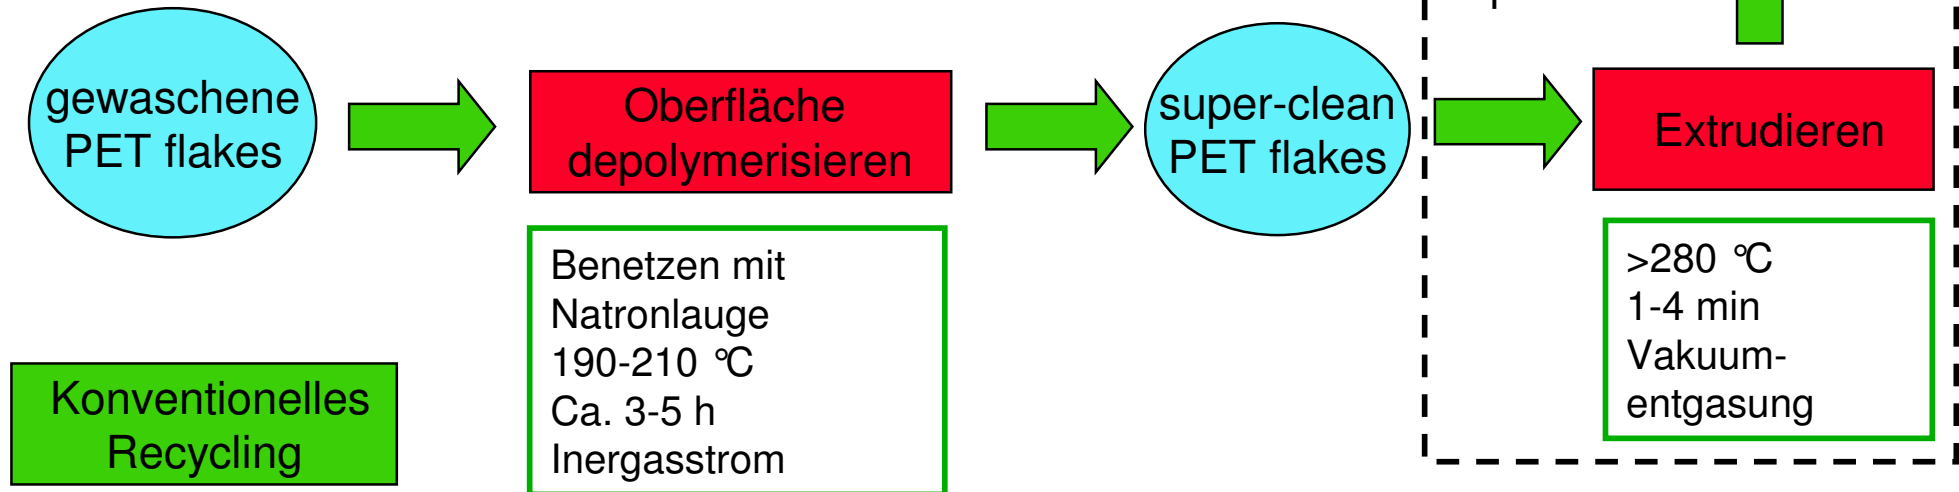 gewaschene
PET flakes
Oberfläche
depolymerisieren
super-clean
PET flakes
Extrudieren
Benetzen mit
Natronlauge
190-210 °C
Ca. 3-5 h
Inergasstrom
>280 °C
1-4 min
Vakuum-
entgasung
Konventionelles
Recycling